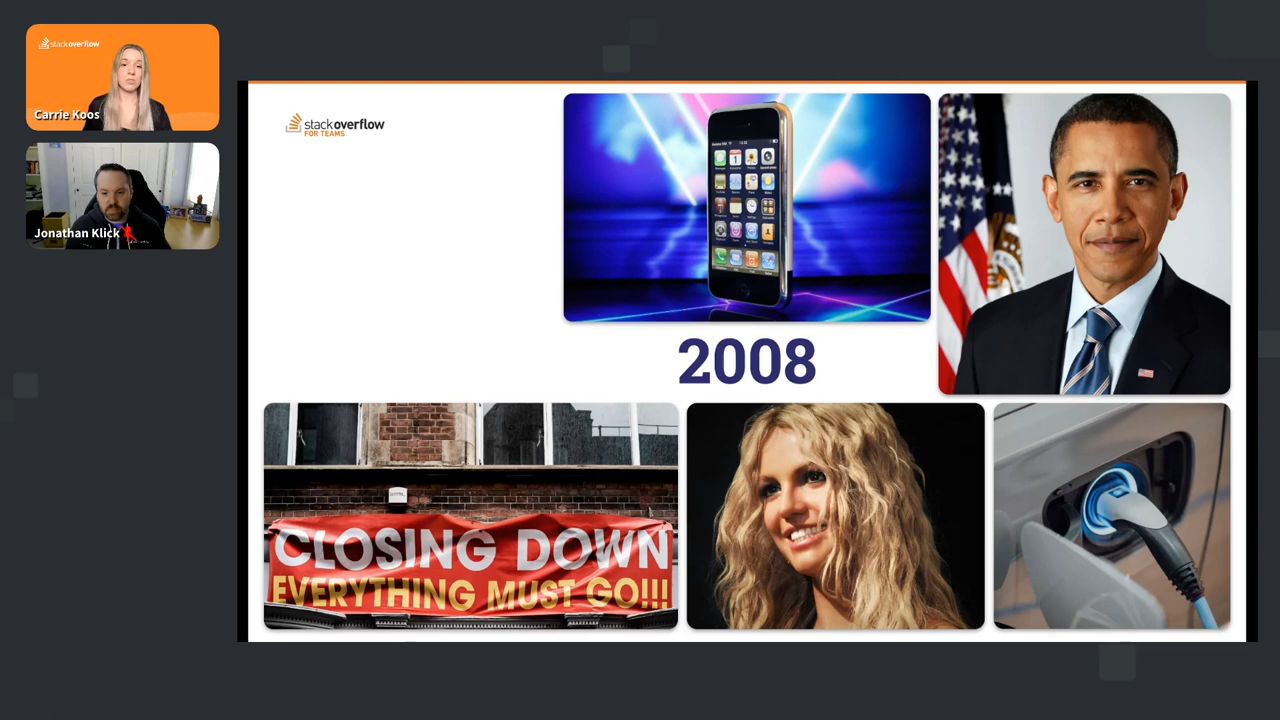 stackoverflow
Carrie Koos
Jonathan Klick
stackoverflow
FOR TEAMS
2008
CLOSING DOWN
EVERYTHING MUST GO!!!